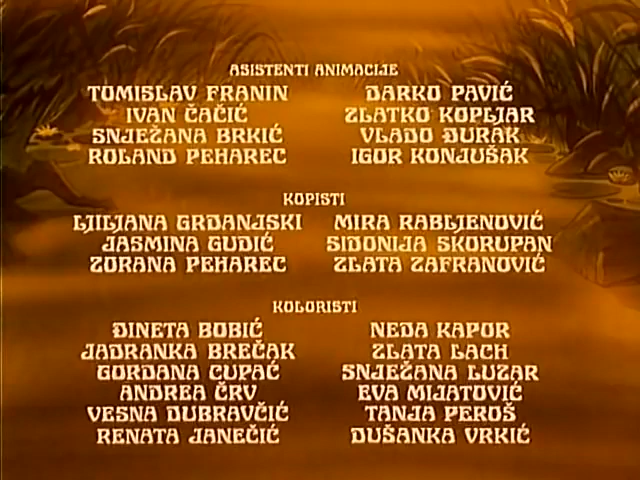 ASISTENTI ANIMACIJE
TOMISLAV FRANIN DARKO PAVIĆ
IVAN ČAČIĆ ZLATKO KOPLJAR
SNJEŽANA BRKIĆ VLADO ĐURAK
ROLAND PEHAREC IGOR KONJUŠAK
KOPISTI
LJILJANA GRDANJSKI MIRA RABLJENOVIĆ
JASMINA GUDIĆ SIDONIJA SKORUPAN
ZORANA PEHAREC ZLATA ZAFRANOVIĆ
KOLORISTI
ĐINETA BOBIĆ NEDA KAPOR
JADRANKA BREČAK ZLATA LACH
GORDANA CUPAĆ SNJEŽANA LUZAR
ANDREA ČRV EVA MIJATOVIĆ
VESNA DUBRAVČIĆ TANJA PEROŠ
RENATA JANEČIĆ DUŠANKA VRKIĆ